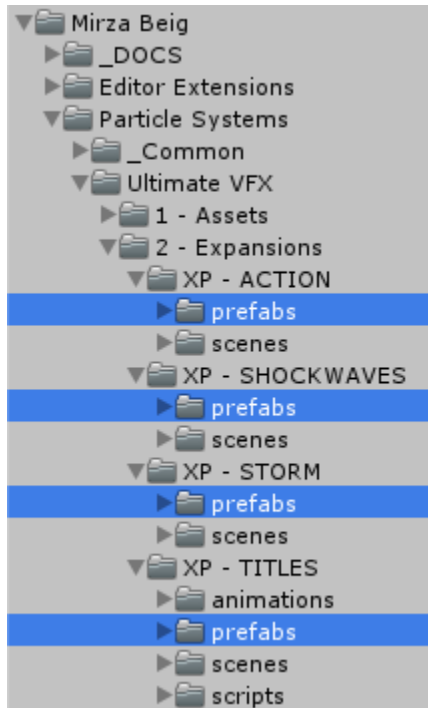 Mirza Beig
_DOCS
Editor Extensions
Particle Systems
_Common
Ultimate VFX
1 - Assets
2 - Expansions
XP - ACTION
prefabs
scenes
XP - SHOCKWAVES
prefabs
scenes
XP - STORM
prefabs
scenes
XP - TITLES
animations
prefabs
scenes
scripts